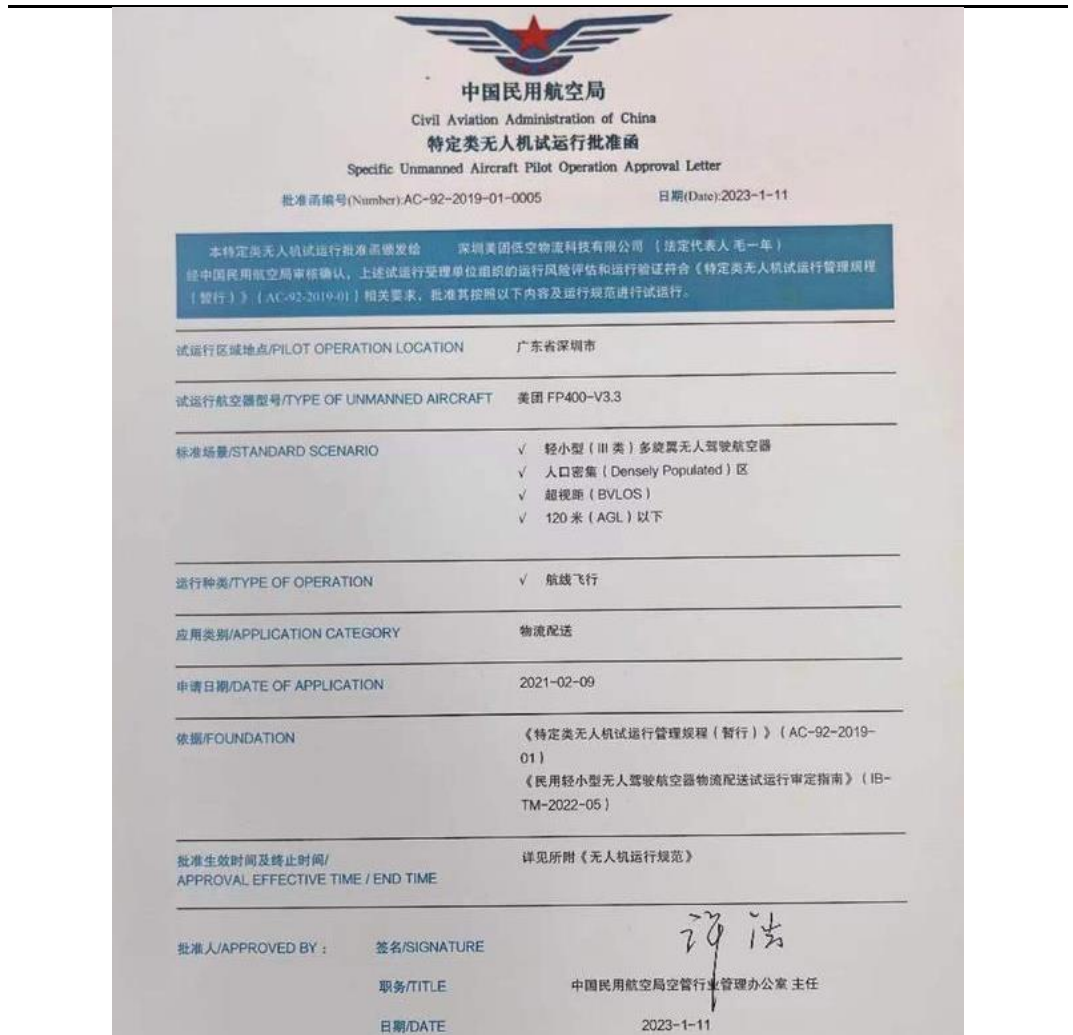 中国民用航空局
Civil Aviation Administration of China
特定类无人机试运行批准函
Specific Unmanned Aircraft Pilot Operation Approval Letter
批准函编号(Number):AC-92-2019-01-0005 日期(Date):2023-1-11
本特定类无人机试运行批准函颁发给 深圳美团低空物流科技有限公司 （法定代表人 毛一年）
经中国民用航空局审核确认，上述试运行受理单位组织的运行风险评估和运行验证符合《特定类无人机试运行管理规程
（暂行）》（AC-92-2019-01）相关要求，批准其按照以下内容及运行规范进行试运行。
试运行区域地点/PILOT OPERATION LOCATION 广东省深圳市
试运行航空器型号/TYPE OF UNMANNED AIRCRAFT 美团 FP400-V3.3
标准场景/STANDARD SCENARIO √ 轻小型（III 类）多旋翼无人驾驶航空器
√ 人口密集（Densely Populated）区
√ 超视距（BVLOS）
√ 120 米（AGL）以下
运行种类/TYPE OF OPERATION √ 航线飞行
应用类别/APPLICATION CATEGORY 物流配送
申请日期/DATE OF APPLICATION 2021-02-09
依据/FOUNDATION 《特定类无人机试运行管理规程（暂行）》（AC-92-2019-
01）
《民用轻小型无人驾驶航空器物流配送试运行审定指南》（IB-
TM-2022-05）
批准生效时间及终止时间/ 详见所附《无人机运行规范》
APPROVAL EFFECTIVE TIME / END TIME
批准人/APPROVED BY： 签名/SIGNATURE
职务/TITLE 中国民用航空局空管行业管理办公室 主任
日期/DATE 2023-1-11